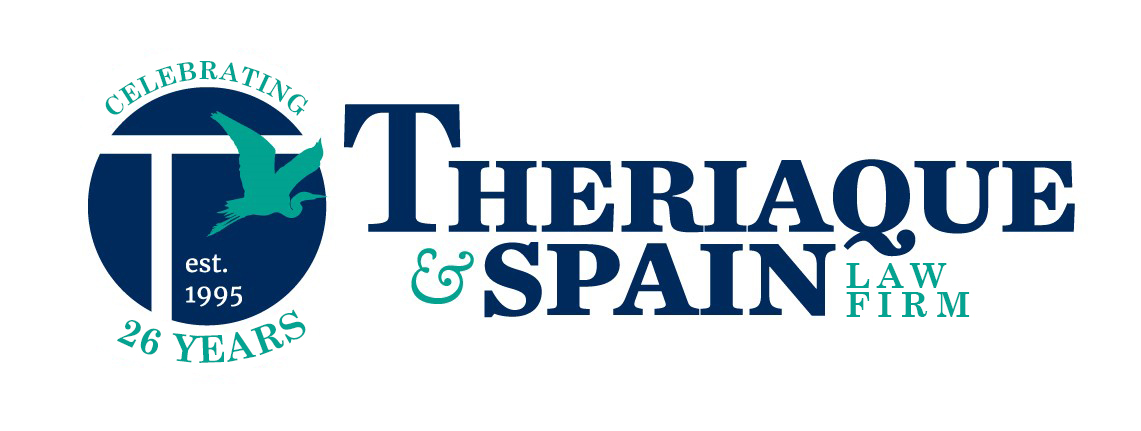 CELEBRATING
T
est.
1995
26 YEARS
THERIAQUE
& SPAIN
LAW
FIRM